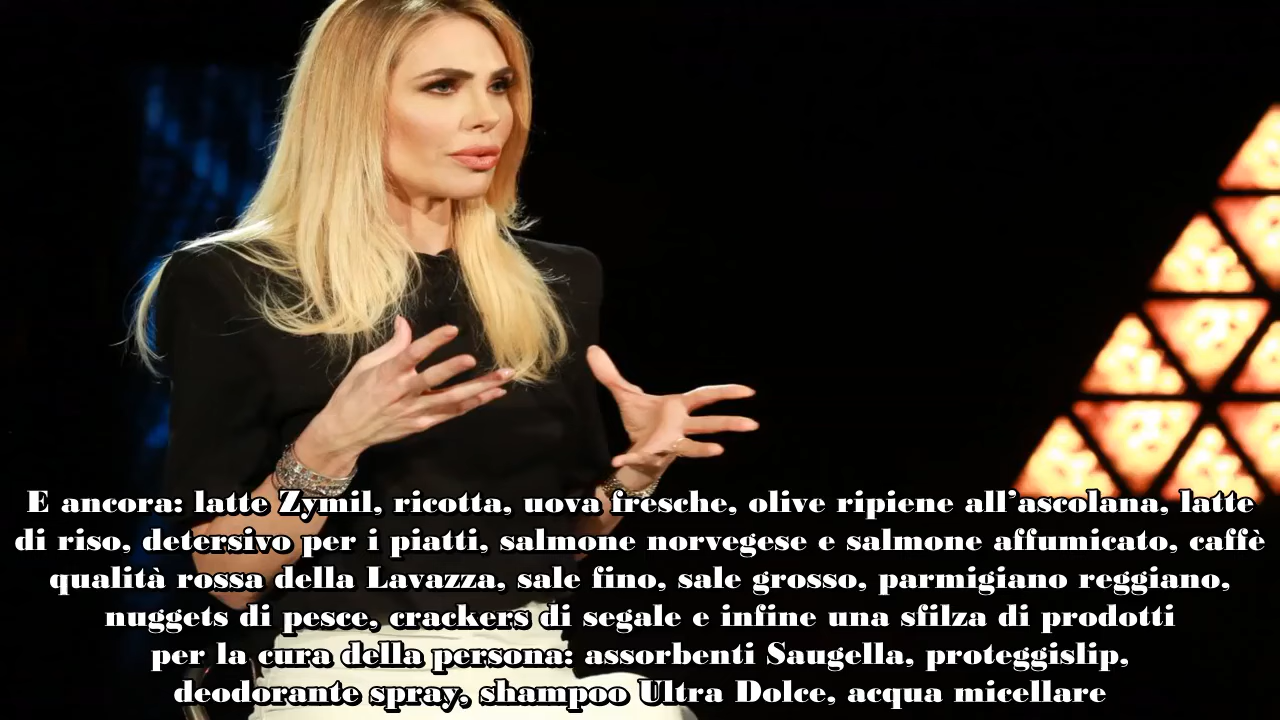 E ancora: latte Zymil, ricotta, uova fresche, olive ripiene all’ascolana, latte
di riso, detersivo per i piatti, salmone norvegese e salmone affumicato, caffè
qualità rossa della Lavazza, sale fino, sale grosso, parmigiano reggiano,
nuggets di pesce, crackers di segale e infine una sfilza di prodotti
per la cura della persona: assorbenti Saugella, proteggislip,
deodorante spray, shampoo Ultra Dolce, acqua micellare